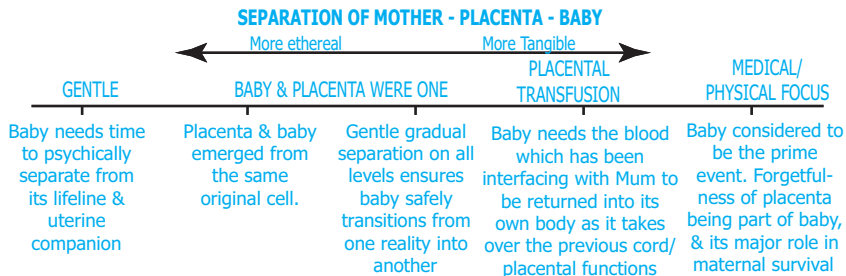 SEPARATION OF MOTHER - PLACENTA - BABY
More ethereal
More Tangible
GENTLE
BABY & PLACENTA WERE ONE
PLACENTAL
TRANSFUSION
MEDICAL/
PHYSICAL FOCUS
Baby needs time
to psychically
separate from
its lifeline &
uterine
companion
Placenta & baby
emerged from
the same
original cell.
Gentle gradual
separation on all
levels ensures
baby safely
transitions from
one reality into
another
Baby needs the blood
which has been
interfacing with Mum to
be returned into its
own body as it takes
over the previous cord/
placental functions
Baby considered to
be the prime
event. Forgetful-
ness of placenta
being part of baby,
& its major role in
maternal survival